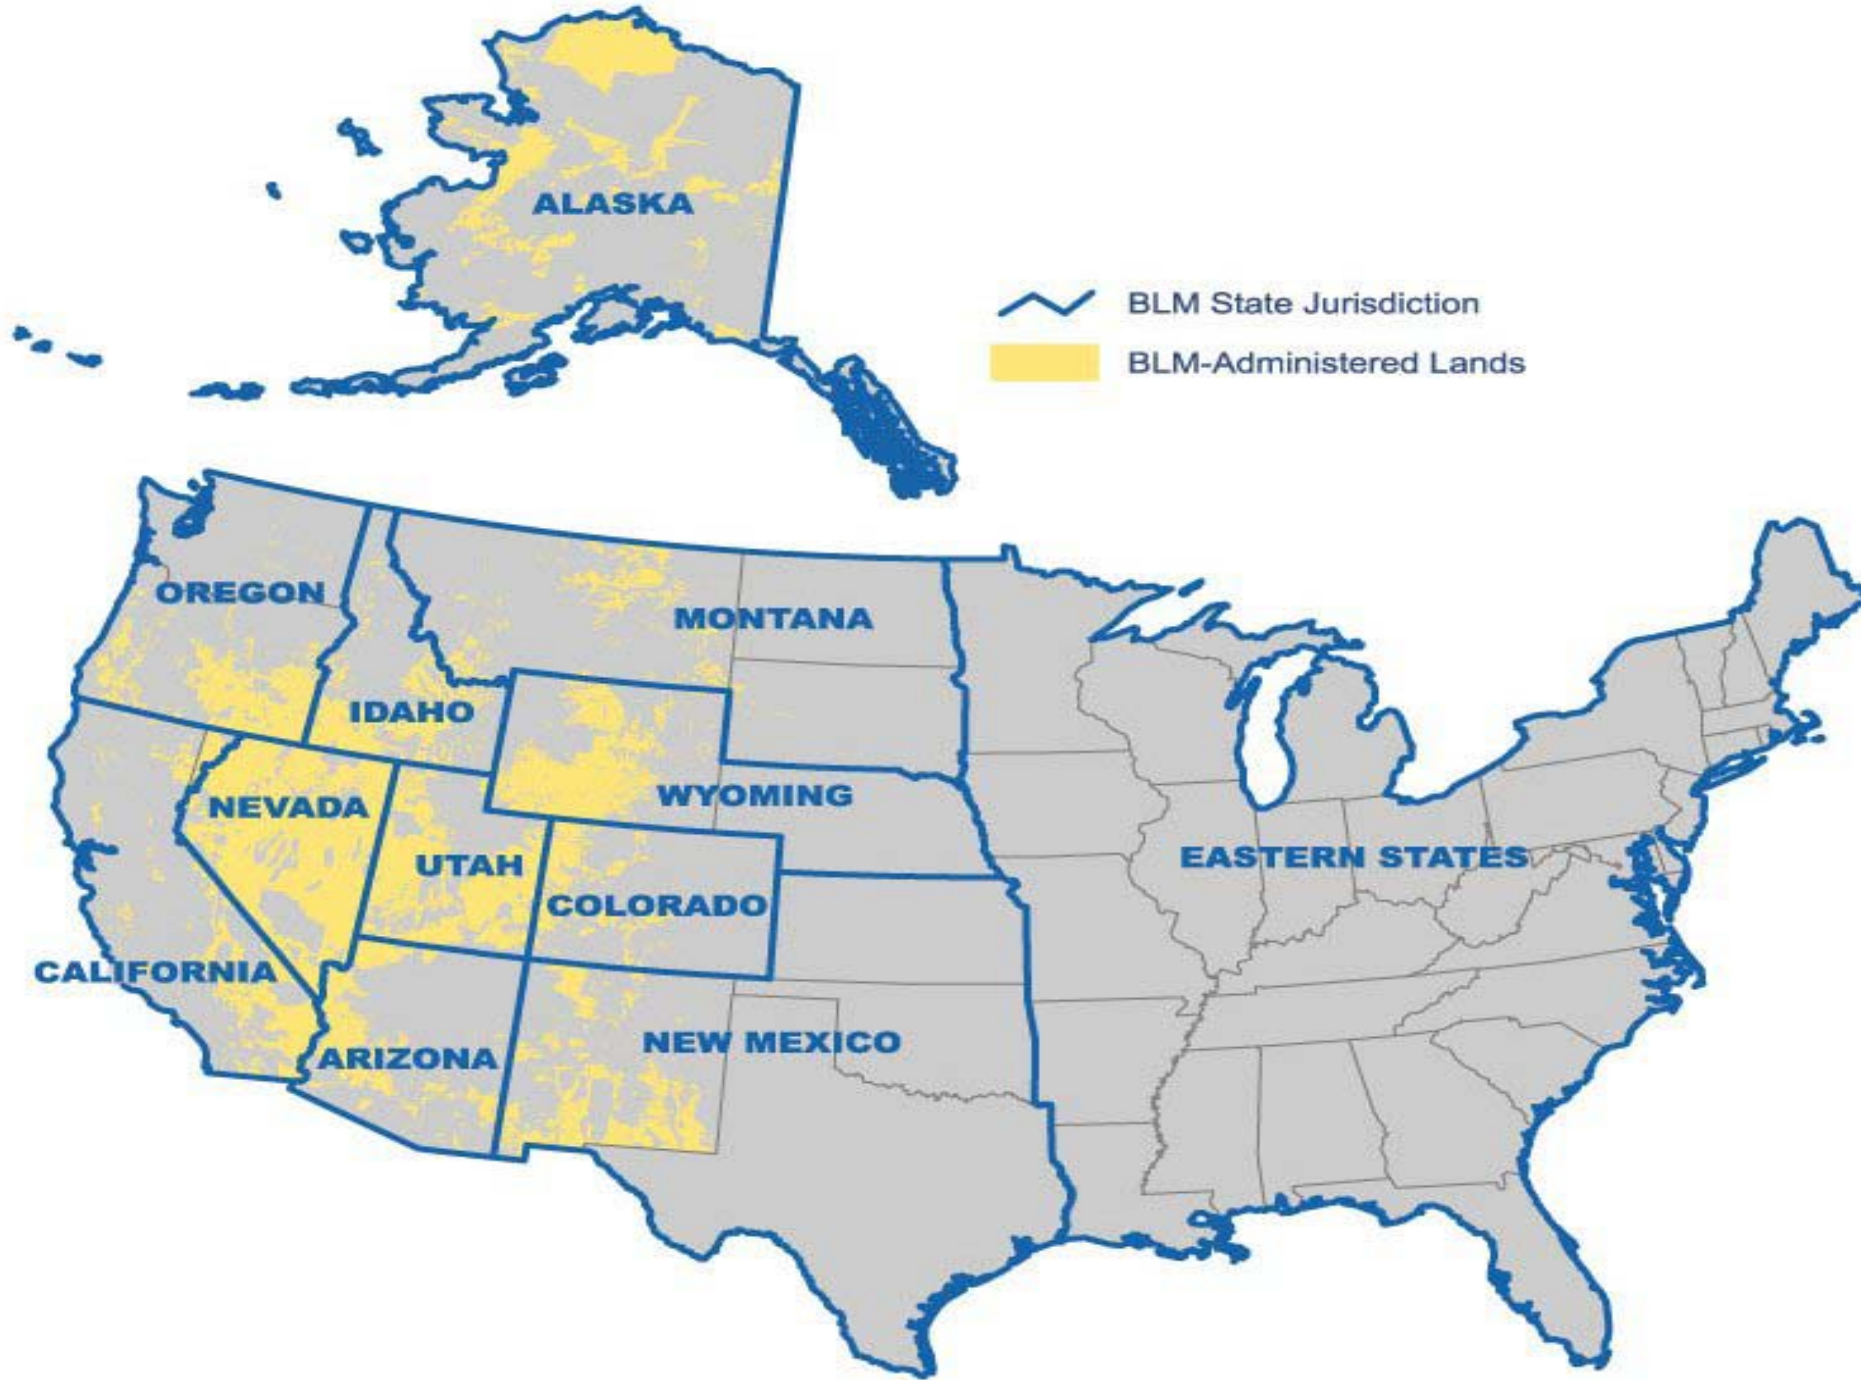 ALASKA
BLM State Jurisdiction
BLM-Administered Lands
OREGON
MONTANA
IDAHO
NEVADA
WYOMING
UTAH
EASTERN STATES
COLORADO
CALIFORNIA
ARIZONA
NEW MEXICO